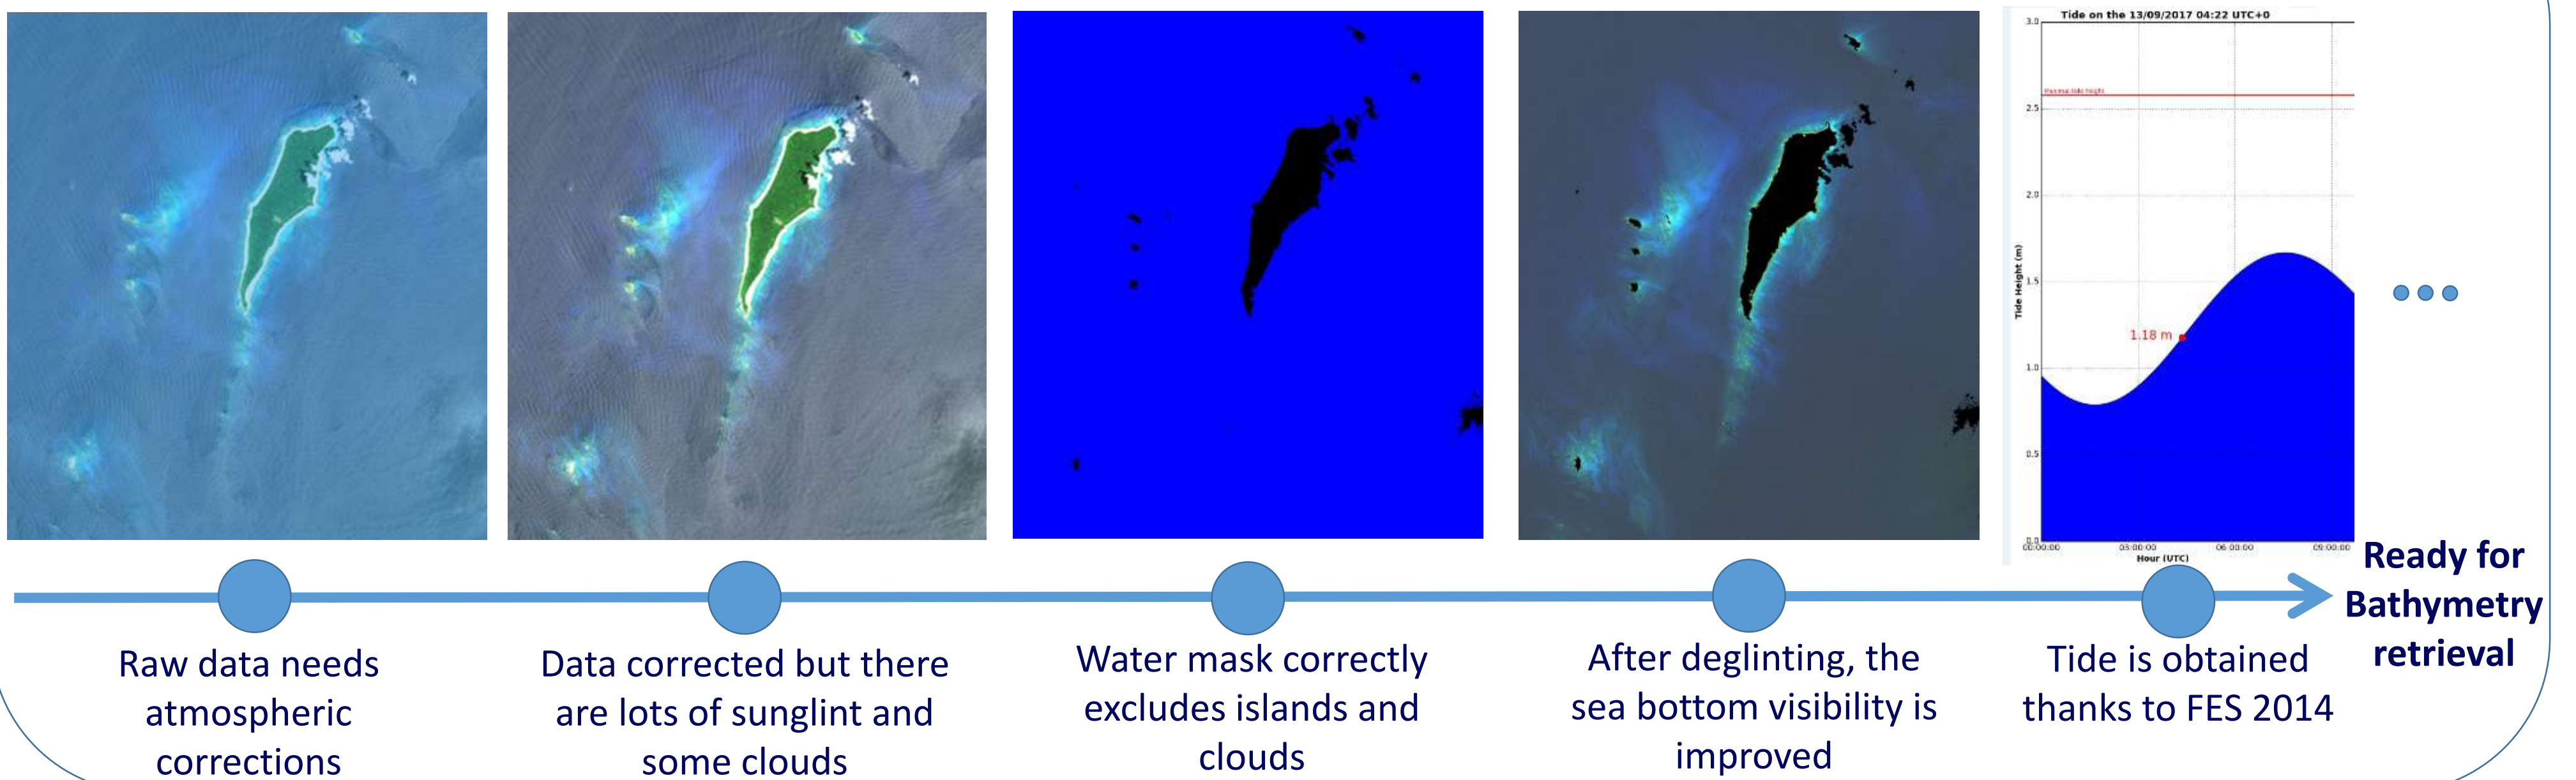 Tide on the 13/09/2017 04:22 UTC+0
3.0
Maximal tide height
2.5
2.0
Tide Height (m)
1.5
1.18 m
1.0
0.5
0.0
00:00:00
03:00:00
06:00:00
09:00:00
Hour (UTC)
Raw data needs
atmospheric
corrections
Data corrected but there
are lots of sunglint and
some clouds
Water mask correctly
excludes islands and
clouds
After deglinting, the
sea bottom visibility is
improved
Tide is obtained
thanks to FES 2014
Ready for
Bathymetry
retrieval